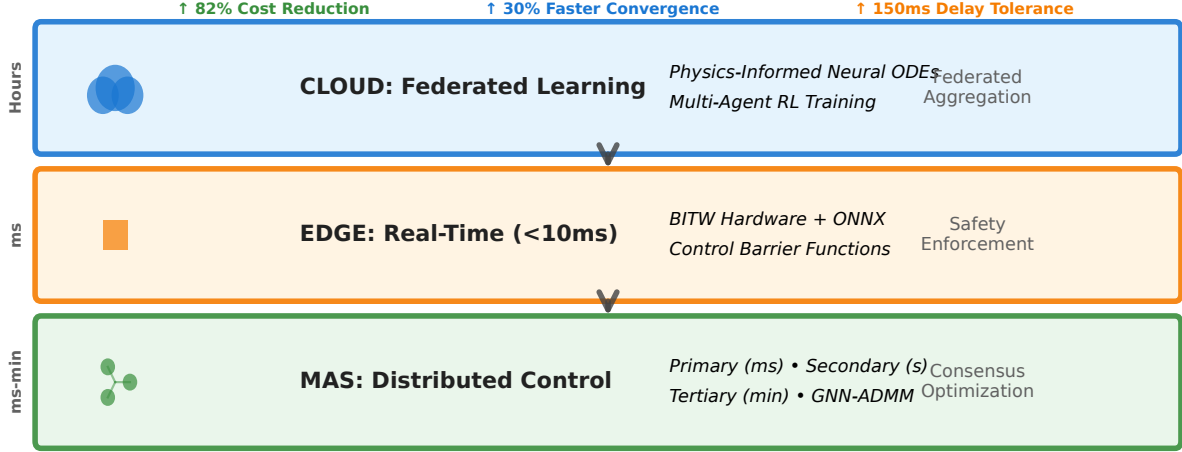 ↑ 82% Cost Reduction
↑ 30% Faster Convergence
↑ 150ms Delay Tolerance
Hours
CLOUD: Federated Learning
Physics-Informed Neural ODEs
Multi-Agent RL Training
Federated
Aggregation
ms
EDGE: Real-Time (<10ms)
BITW Hardware + ONNX
Control Barrier Functions
Safety
Enforcement
ms-min
MAS: Distributed Control
Primary (ms) • Secondary (s)
Tertiary (min) • GNN-ADMM
Consensus
Optimization